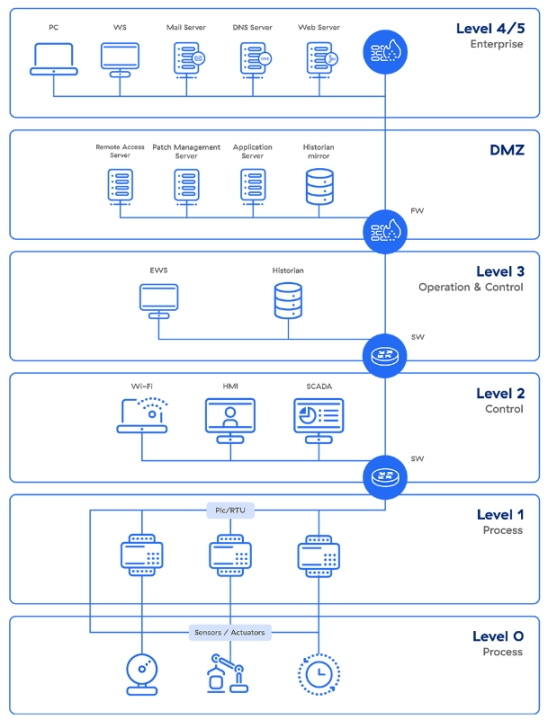 PC
WS
Mail Server
DNS Server
Web Server
Level 4/5
Enterprise
Remote Access
Server
Patch Management
Server
Application
Server
Historian
mirror
DMZ
FW
EWS
Historian
Level 3
Operation & Control
SW
Wi-Fi
HMI
SCADA
Level 2
Control
SW
Plc/RTU
Level 1
Process
Sensors / Actuators
Level 0
Process